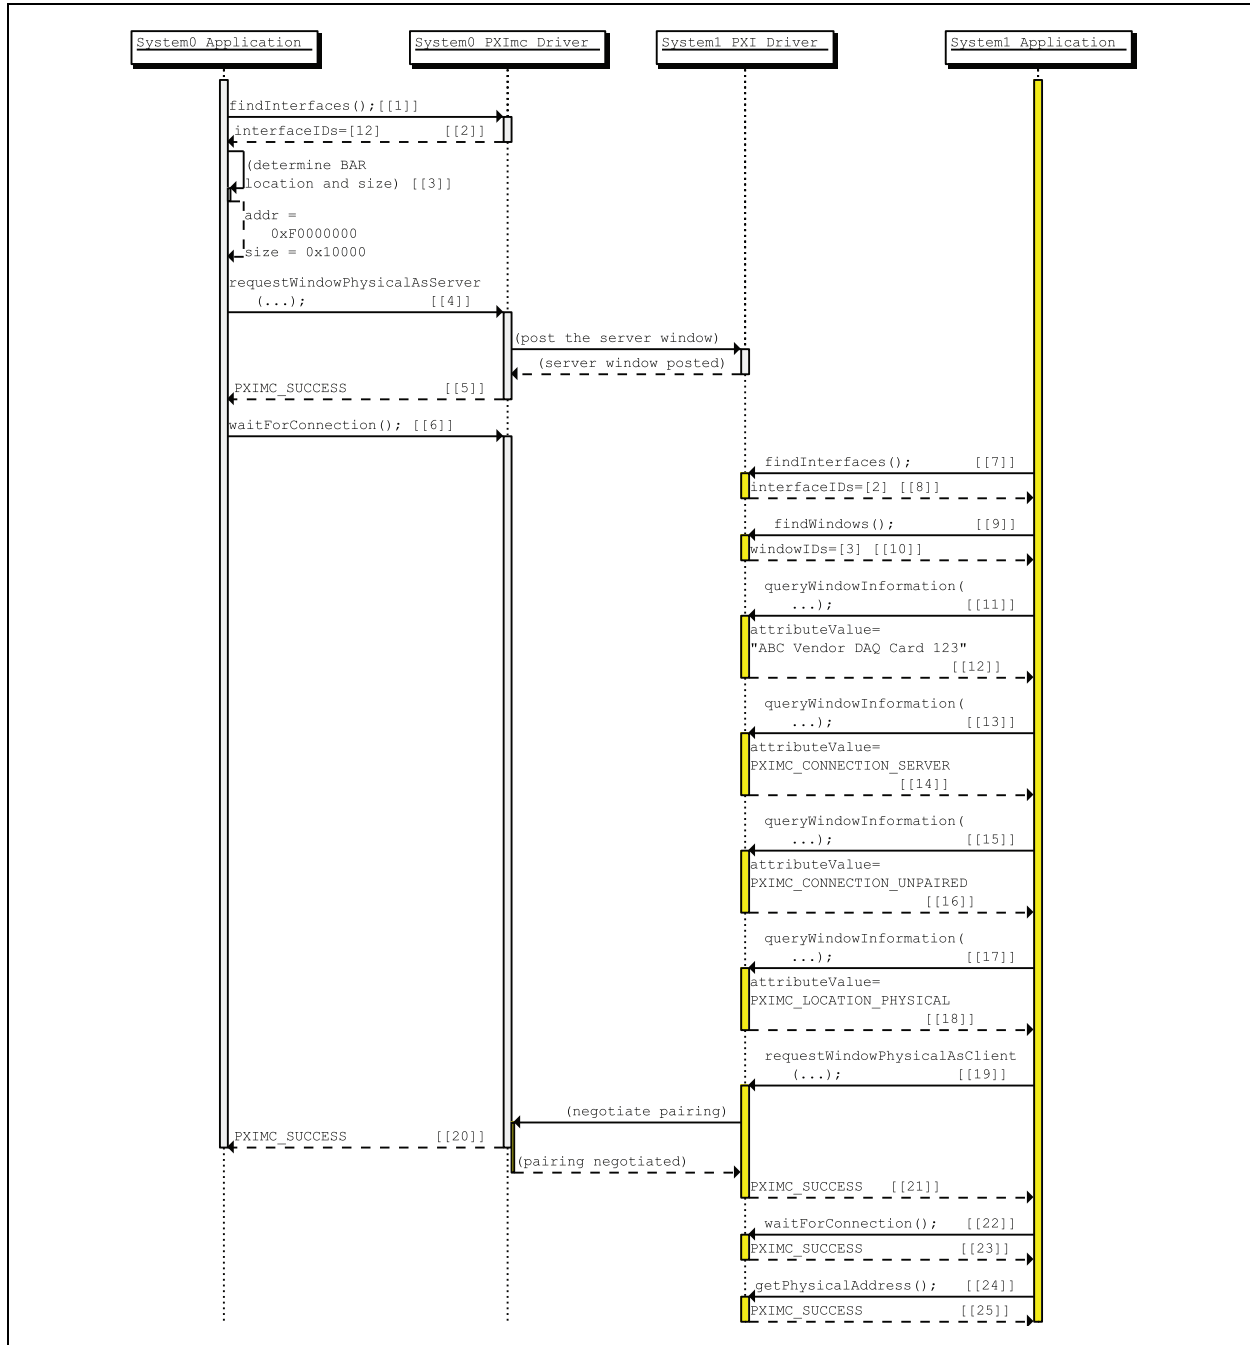 System0 Application
System0 PXImc Driver
System1 PXI Driver
System1 Application
findInterfaces();[[1]]
interfaceIDs=[12] [[2]]
(determine BAR
location and size) [[3]]
addr =
0xF0000000
size = 0x10000
requestWindowPhysicalAsServer
(...); [[4]]
(post the server window)
(server window posted)
PXIMC_SUCCESS [[5]]
waitForConnection(); [[6]]
findInterfaces(); [[7]]
interfaceIDs=[2] [[8]]
findWindows(); [[9]]
windowIDs=[3] [[10]]
queryWindowInformation(
...); [[11]]
attributeValue=
"ABC Vendor DAQ Card 123"
[[12]]
queryWindowInformation(
...); [[13]]
attributeValue=
PXIMC_CONNECTION_SERVER
[[14]]
queryWindowInformation(
...); [[15]]
attributeValue=
PXIMC_CONNECTION_UNPAIRED
[[16]]
queryWindowInformation(
...); [[17]]
attributeValue=
PXIMC_LOCATION_PHYSICAL
[[18]]
requestWindowPhysicalAsClient
(...); [[19]]
(negotiate pairing)
PXIMC_SUCCESS [[20]]
(pairing negotiated)
PXIMC_SUCCESS [[21]]
waitForConnection(); [[22]]
PXIMC_SUCCESS [[23]]
getPhysicalAddress(); [[24]]
PXIMC_SUCCESS [[25]]